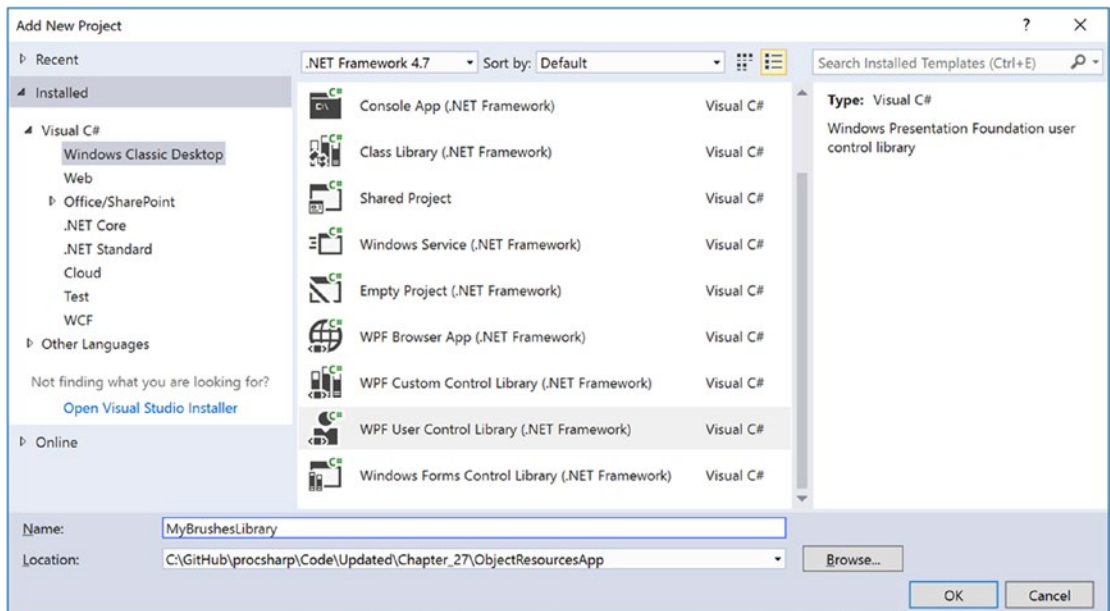 Add New Project
? ×
Recent
.NET Framework 4.7
Sort by: Default
Search Installed Templates (Ctrl+E)
Installed
Visual C#
Windows Classic Desktop
Web
Office/SharePoint
.NET Core
.NET Standard
Cloud
Test
WCF
Other Languages
Not finding what you are looking for?
Open Visual Studio Installer
Online
C# Console App (.NET Framework) Visual C#
C# Class Library (.NET Framework) Visual C#
C# Shared Project Visual C#
C# Windows Service (.NET Framework) Visual C#
C# Empty Project (.NET Framework) Visual C#
C# WPF Browser App (.NET Framework) Visual C#
C# WPF Custom Control Library (.NET Framework) Visual C#
C# WPF User Control Library (.NET Framework) Visual C#
C# Windows Forms Control Library (.NET Framework) Visual C#
Type: Visual C#
Windows Presentation Foundation user
control library
Name: MyBrushesLibrary
Location: C:\GitHub\procsharp\Code\Updated\Chapter_27\ObjectResourcesApp
Browse...
OK Cancel